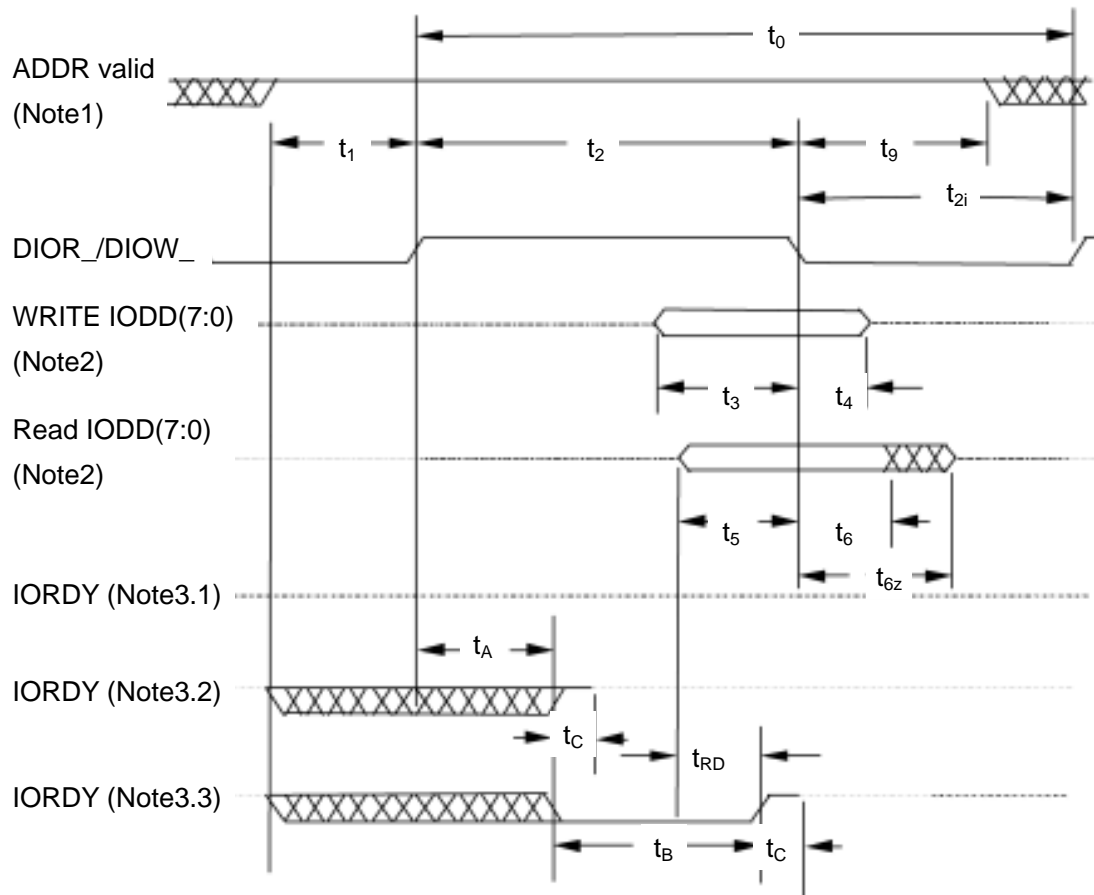 t0
ADDR valid
(Note1)
t1 t2 t9
t2i
DIOR_/DIOW_
WRITE IODD(7:0)
(Note2)
t3 t4
Read IODD(7:0)
(Note2)
t5 t6
t6z
IORDY (Note3.1)
tA
IORDY (Note3.2)
tC
tRD
IORDY (Note3.3)
tB tC